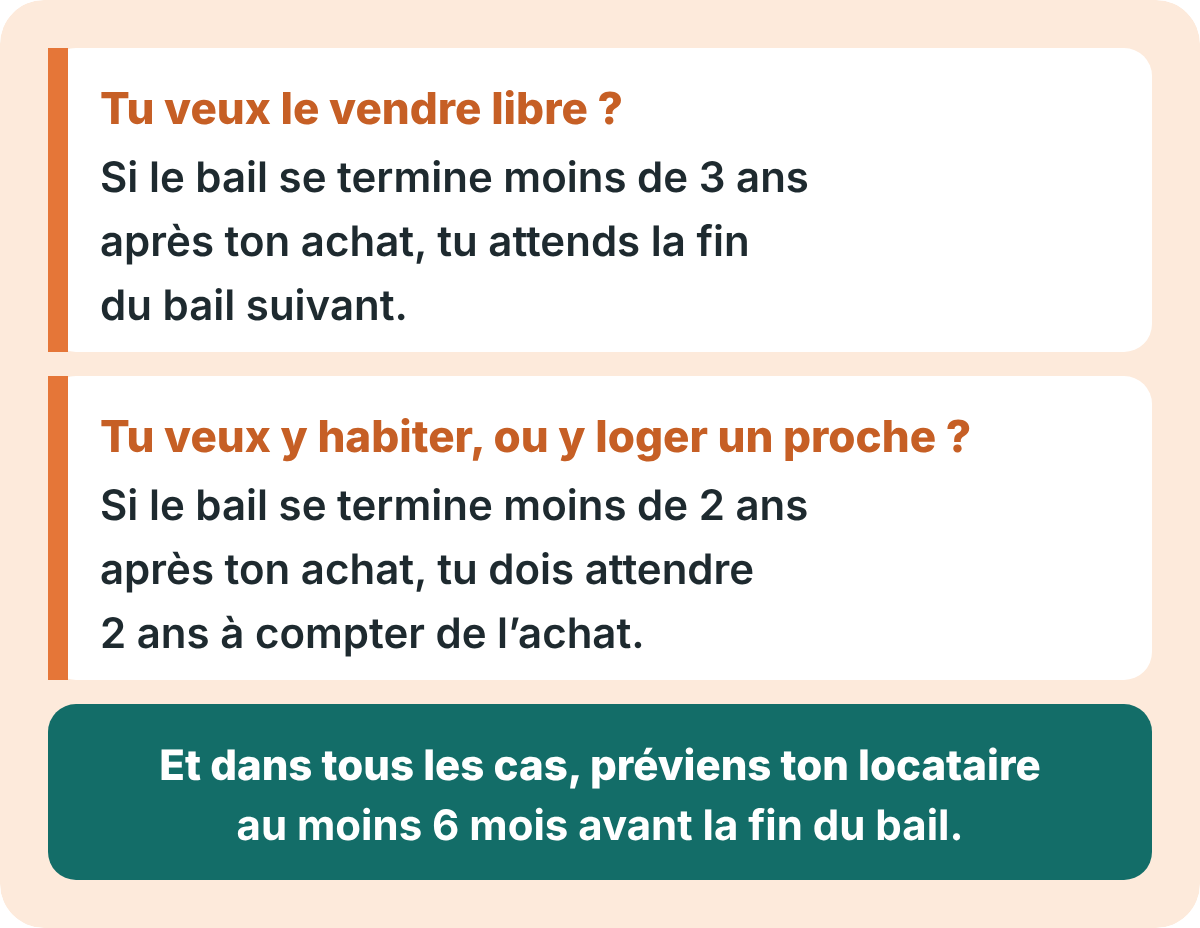 Tu veux le vendre libre ?
Si le bail se termine moins de 3 ans
après ton achat, tu attends la fin
du bail suivant.
Tu veux y habiter, ou y loger un proche ?
Si le bail se termine moins de 2 ans
après ton achat, tu dois attendre
2 ans à compter de l’achat.
Et dans tous les cas, préviens ton locataire
au moins 6 mois avant la fin du bail.